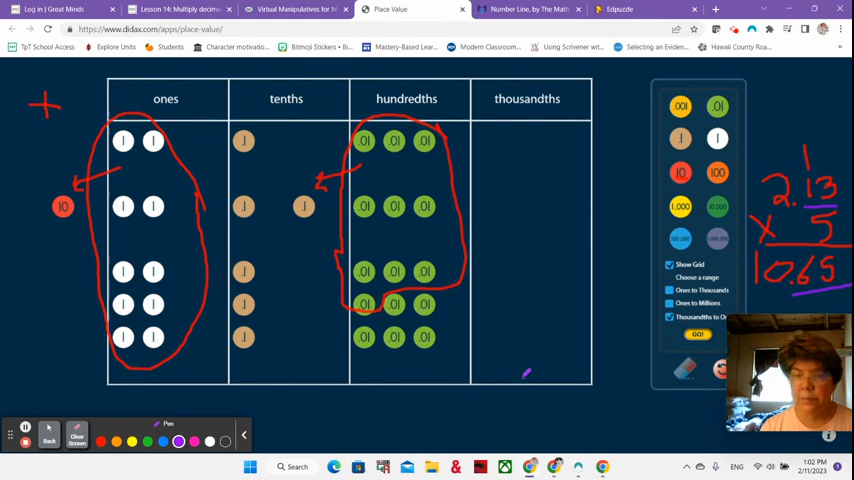 Log in | Great Minds
Lesson 14: Multiply decima
Virtual Manipulatives for M
Place Value
Number Line, by The Math
Edpuzzle
https://www.didax.com/apps/place-value/
TpT School Access
Explore Units
Students
Character motivatio...
Bitmoji Stickers • Bi...
Mastery-Based Lear...
Modern Classroom...
Using Scrivener wit...
Selecting an Eviden...
Hawaii County Roa...
+
ones
tenths
hundredths
thousandths
1 1 .1 .01 .01 .01
10 1 1 .1 .1 .01 .01 .01
1 1 .1 .01 .01 .01
1 1 .1 .01 .01 .01
1 1 .1 .01 .01 .01
.001 .01
.1 1
10 100
1,000 10,000
100,000 1,000,000
Show Grid
Choose a range
Ones to Thousands
Ones to Millions
Thousandths to On
GO!
1
2.13
X 5
10.65
Pen
Back
Clear Screen
Search
ENG
1:02 PM
2/11/2023